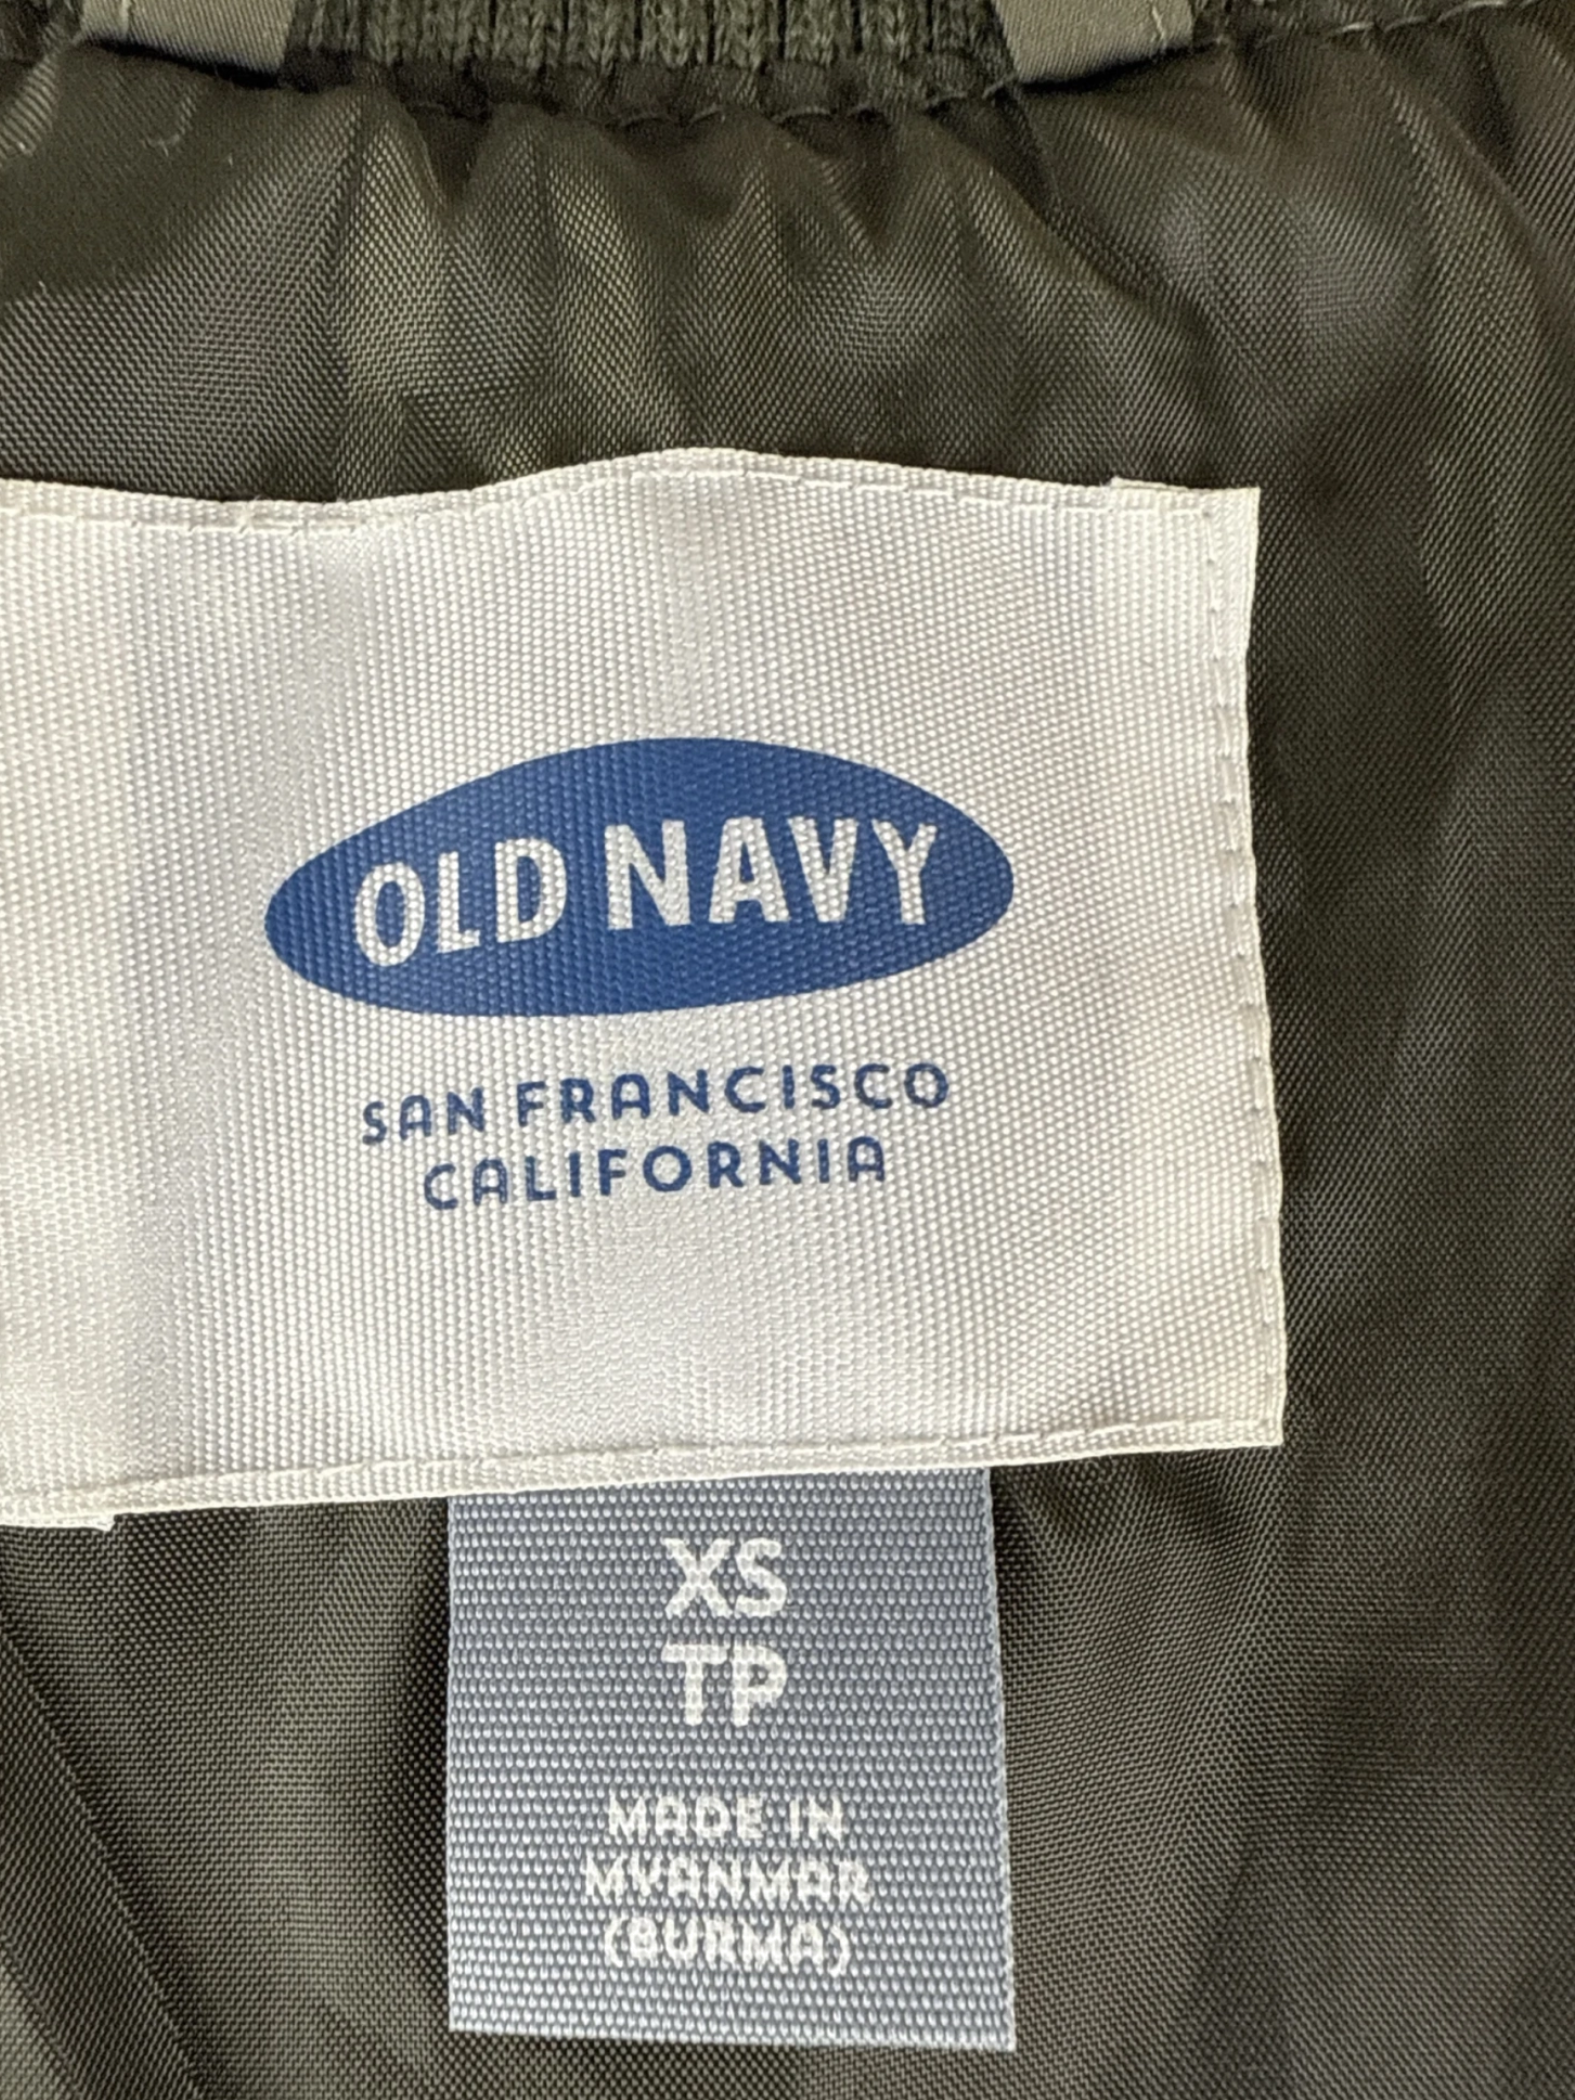 OLD NAVY
SAN FRANCISCO
CALIFORNIA
XS
TP
MADE IN
MYANMAR
(BURMA)